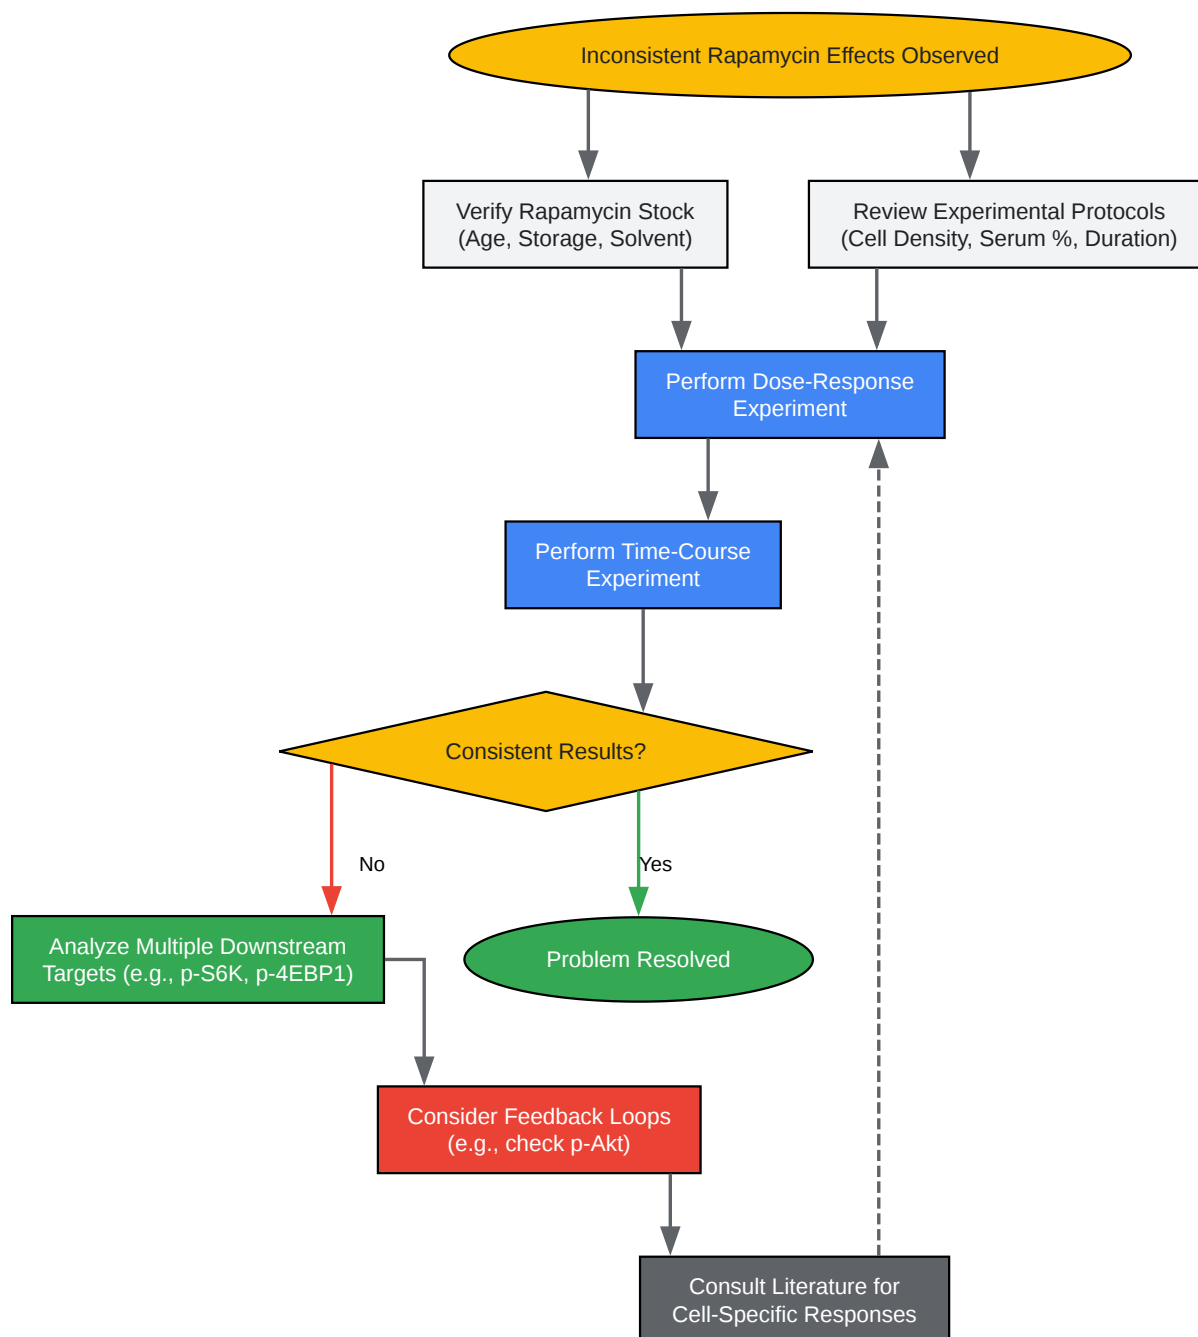 Inconsistent Rapamycin Effects Observed
Verify Rapamycin Stock
(Age, Storage, Solvent)
Review Experimental Protocols
(Cell Density, Serum %, Duration)
Perform Dose-Response
Experiment
Perform Time-Course
Experiment
Consistent Results?
No
Yes
Analyze Multiple Downstream
Targets (e.g., p-S6K, p-4EBP1)
Problem Resolved
Consider Feedback Loops
(e.g., check p-Akt)
Consult Literature for
Cell-Specific Responses